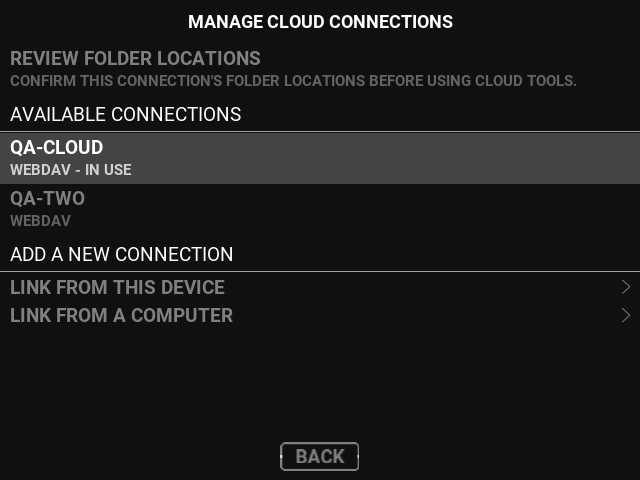 MANAGE CLOUD CONNECTIONS
REVIEW FOLDER LOCATIONS
CONFIRM THIS CONNECTION'S FOLDER LOCATIONS BEFORE USING CLOUD TOOLS.
AVAILABLE CONNECTIONS
QA-CLOUD
WEBDAV - IN USE
QA-TWO
WEBDAV
ADD A NEW CONNECTION
LINK FROM THIS DEVICE
LINK FROM A COMPUTER
BACK